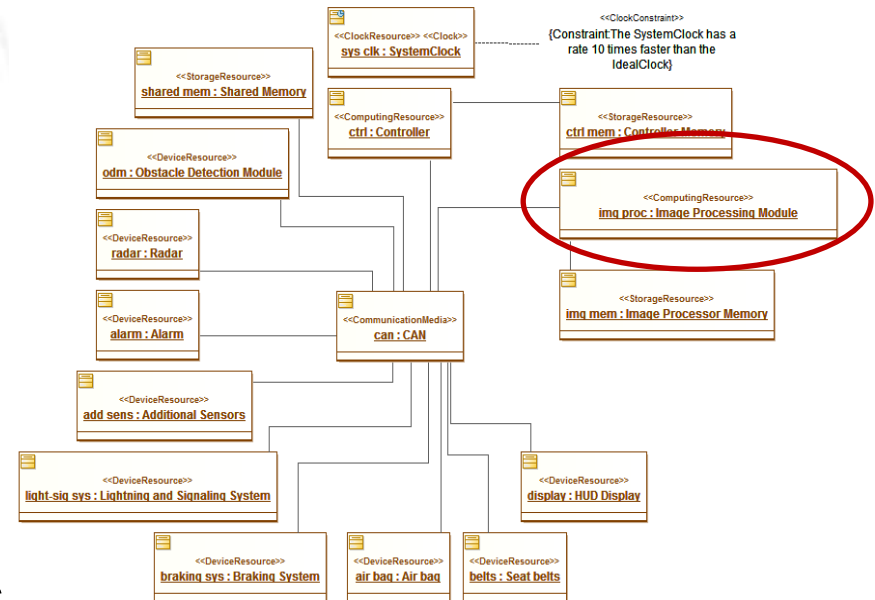 <<ClockResource>> <<Clock>>
sys clk : SystemClock
<<ClockConstraint>>
{Constraint:The SystemClock has a
rate 10 times faster than the
IdealClock}
<<StorageResource>>
shared mem : Shared Memory
<<ComputingResource>>
ctrl : Controller
<<StorageResource>>
ctrl mem : Controller Memory
<<DeviceResource>>
odm : Obstacle Detection Module
<<ComputingResource>>
img proc : Image Processing Module
<<DeviceResource>>
radar : Radar
<<StorageResource>>
img mem : Image Processor Memory
<<DeviceResource>>
alarm : Alarm
<<CommunicationMedia>>
can : CAN
<<DeviceResource>>
add sens : Additional Sensors
<<DeviceResource>>
light-sig sys : Lightning and Signaling System
<<DeviceResource>>
display : HUD Display
<<DeviceResource>>
braking sys : Braking System
<<DeviceResource>>
air bag : Air bag
<<DeviceResource>>
belts : Seat belts